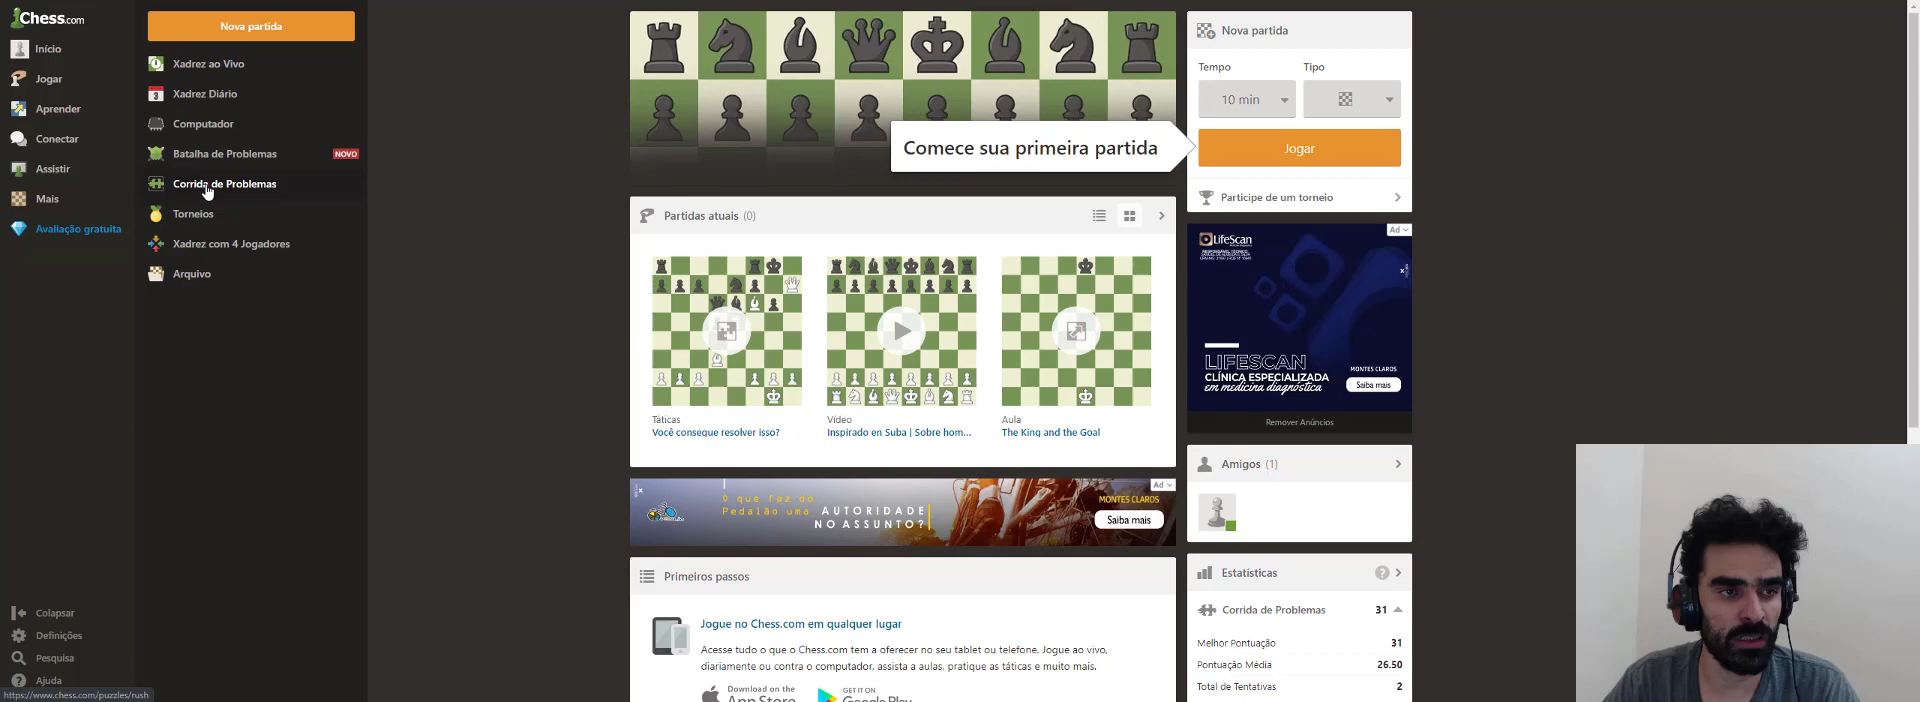 Chess.com
Início
Jogar
Aprender
Conectar
Assistir
Mais
Avaliação gratuita
Colapsar
Definições
Pesquisa
Ajuda
https://www.chess.com/puzzles/rush
Nova partida
Xadrez ao Vivo
Xadrez Diário
Computador
Batalha de Problemas NOVO
Corrida de Problemas
Torneios
Xadrez com 4 Jogadores
Arquivo
Comece sua primeira partida
Partidas atuais (0)
Táticas
Você consegue resolver isso?
Vídeo
Inspirado en Suba | Sobre hom...
Aula
The King and the Goal
Ad
O que faz do
Pedalão uma AUTORIDADE
NO ASSUNTO?
MONTES CLAROS
Saiba mais
Primeiros passos
Jogue no Chess.com em qualquer lugar
Acesse tudo o que o Chess.com tem a oferecer no seu tablet ou telefone. Jogue ao vivo,
diariamente ou contra o computador, assista a aulas, pratique as táticas e muito mais.
Download on the
App Store
GET IT ON
Google Play
Nova partida
Tempo Tipo
10 min
Jogar
Participe de um torneio
Ad
LifeScan
LIFESCAN
CLÍNICA ESPECIALIZADA
em medicina diagnóstica
MONTES CLAROS
Saiba mais
Remover Anúncios
Amigos (1)
Estatísticas
Corrida de Problemas 31
Melhor Pontuação 31
Pontuação Média 26.50
Total de Tentativas 2